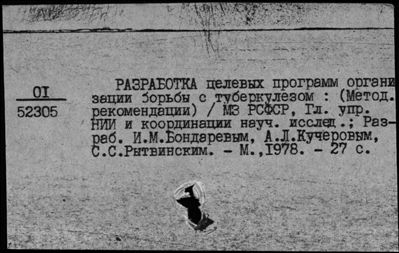 РАЗРАБОТКА целевых программ органи
01
зации борьбы с туберкулезом : (Метод.
52305
рекомендации) / МЗ РСФСР, Гл. упр.
НИИ и координации науч. исслед.; Раз-
раб. И.М.Бондаревым, А.Л.Кучеровым,
С.С.Рытвинским. - М.,1978. - 27 с.